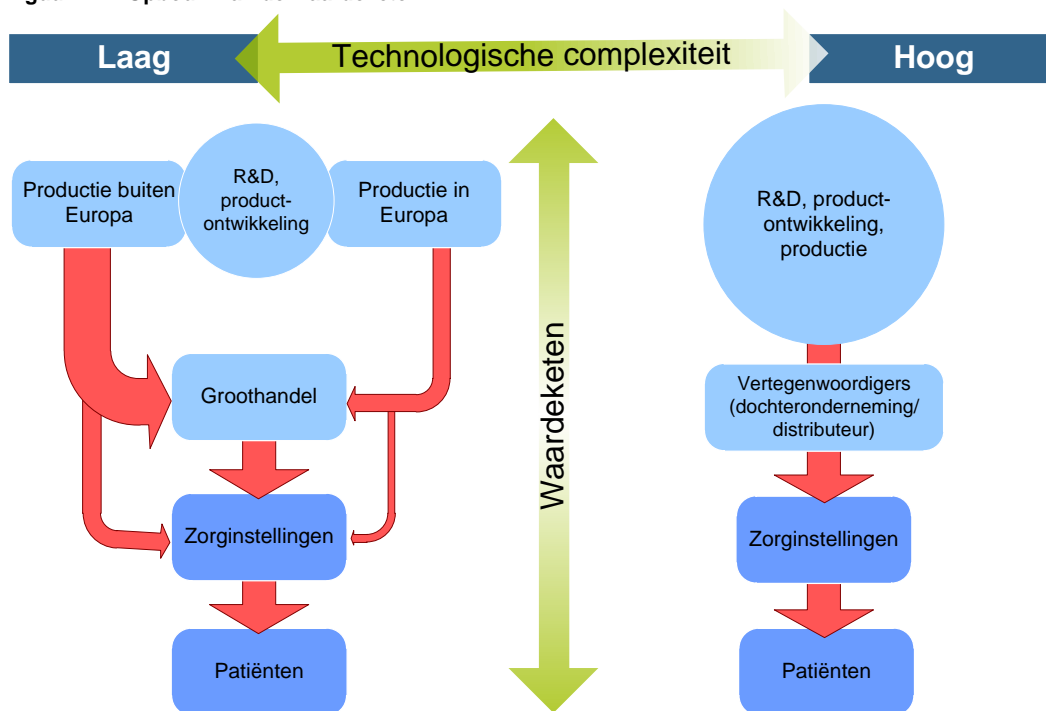 Laag
Technologische complexiteit
Hoog
Productie buiten
Europa
R&D,
product-
ontwikkeling
Productie in
Europa
R&D, product-
ontwikkeling,
productie
Waardeketen
Groothandel
Vertegenwoordigers
(dochteronderneming/
distributeur)
Zorginstellingen
Zorginstellingen
Patiënten
Patiënten